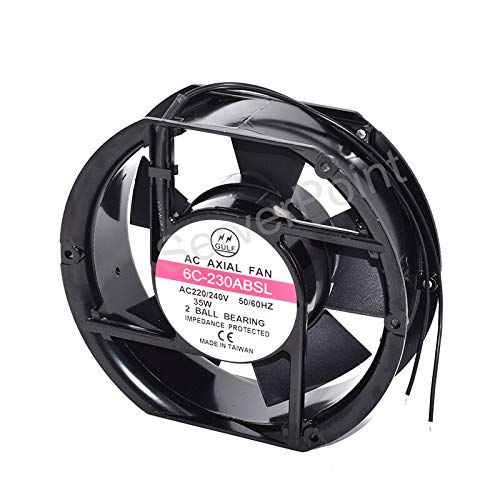 GULF
AC AXIAL FAN
6C-230ABSL
AC220/240V 50/60HZ
35W
2 BALL BEARING
IMPEDANCE PROTECTED
CE
MADE IN TAIWAN
ServerPoint